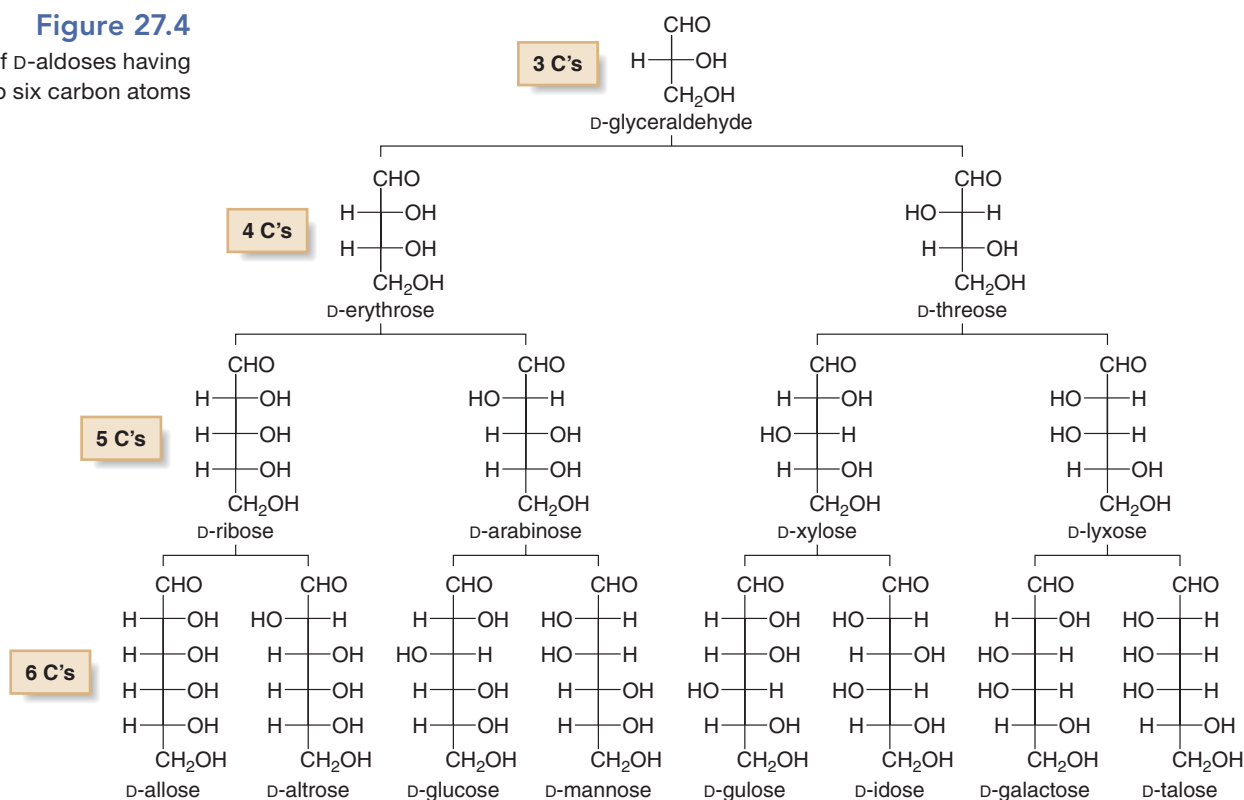 Figure 27.4
of D-aldoses having
six carbon atoms
3 C's
CHO
H OH
CH₂OH
D-glyceraldehyde
4 C's
CHO CHO
H OH HO H
H OH H OH
CH₂OH CH₂OH
D-erythrose D-threose
5 C's
CHO CHO CHO CHO
H OH HO H H OH HO H
H OH H OH HO H HO H
H OH H OH H OH H OH
CH₂OH CH₂OH CH₂OH CH₂OH
D-ribose D-arabinose D-xylose D-lyxose
6 C's
CHO CHO CHO CHO CHO CHO CHO CHO
H OH HO H H OH HO H H OH HO H H OH HO H
H OH H OH HO H HO H H OH H OH HO H HO H
H OH H OH H OH H OH HO H HO H HO H HO H
H OH H OH H OH H OH H OH H OH H OH H OH
CH₂OH CH₂OH CH₂OH CH₂OH CH₂OH CH₂OH CH₂OH CH₂OH
D-allose D-altrose D-glucose D-mannose D-gulose D-idose D-galactose D-talose